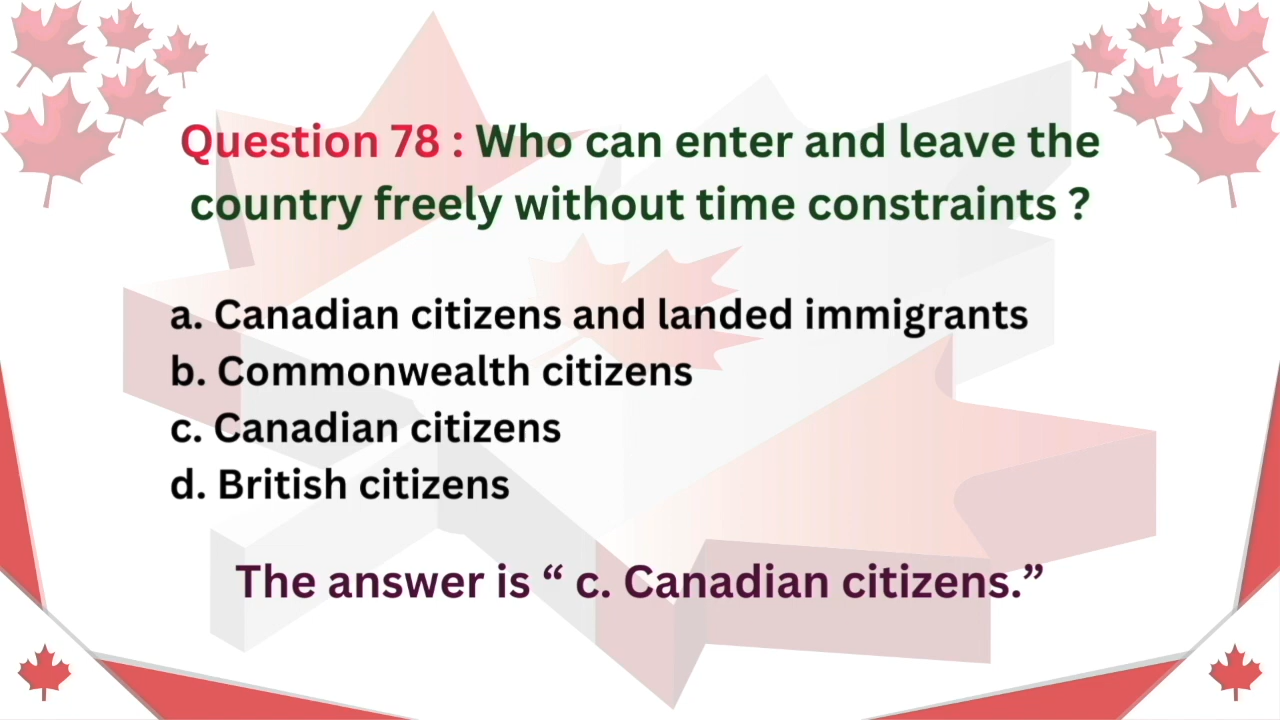 Question 78 : Who can enter and leave the
country freely without time constraints ?
a. Canadian citizens and landed immigrants
b. Commonwealth citizens
c. Canadian citizens
d. British citizens
The answer is “ c. Canadian citizens.”